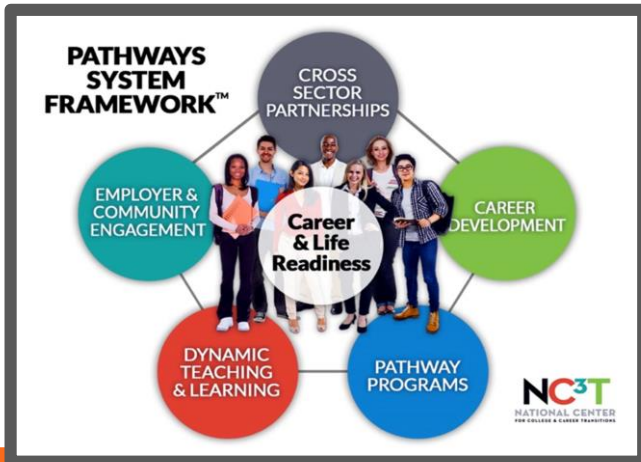 PATHWAYS
SYSTEM
FRAMEWORK™
CROSS
SECTOR
PARTNERSHIPS
EMPLOYER &
COMMUNITY
ENGAGEMENT
Career
& Life
Readiness
CAREER
DEVELOPMENT
DYNAMIC
TEACHING
& LEARNING
PATHWAY
PROGRAMS
NC3T
NATIONAL CENTER
FOR COLLEGE & CAREER TRANSITIONS